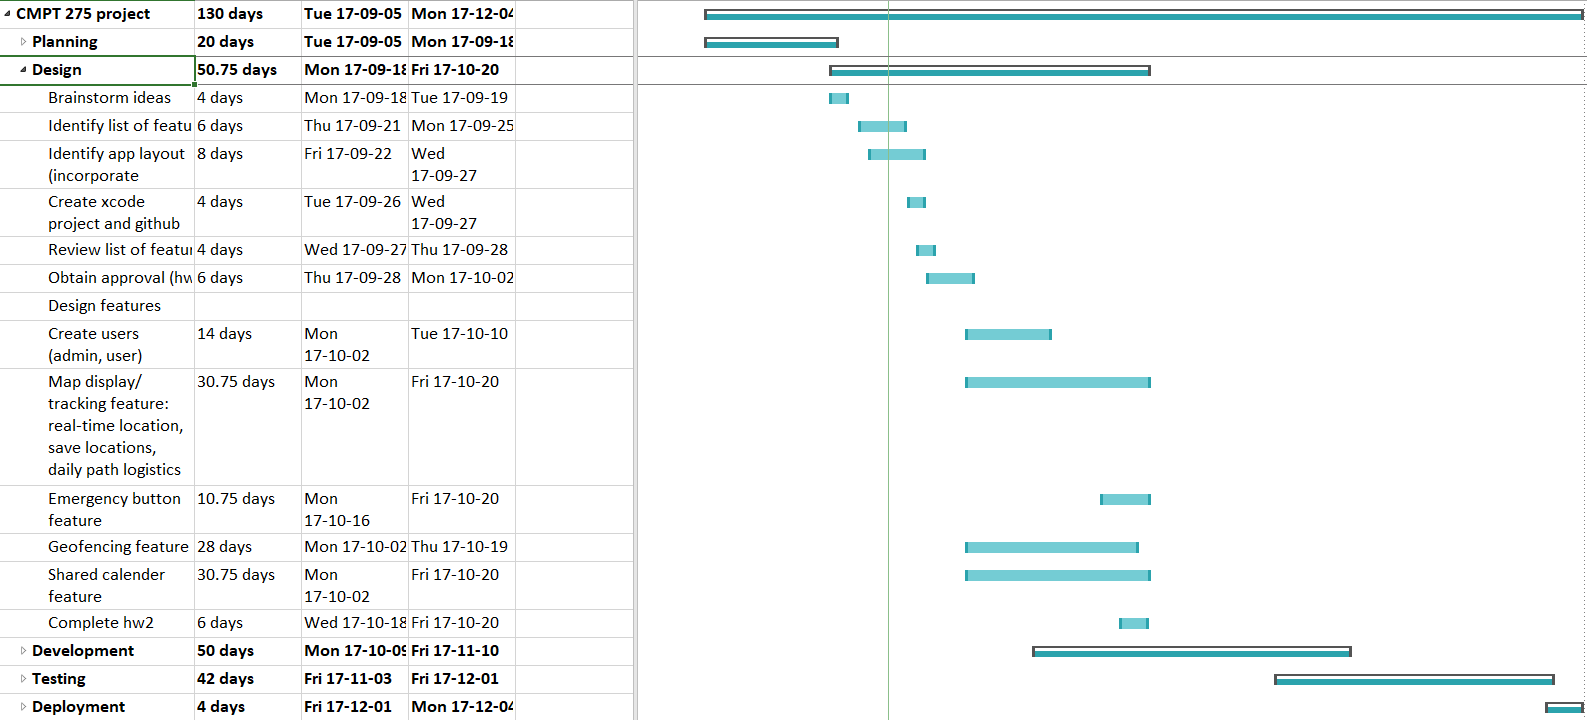 CMPT 275 project 130 days Tue 17-09-05 Mon 17-12-04
Planning 20 days Tue 17-09-05 Mon 17-09-18
Design 50.75 days Mon 17-09-18 Fri 17-10-20
Brainstorm ideas 4 days Mon 17-09-18 Tue 17-09-19
Identify list of featu 6 days Thu 17-09-21 Mon 17-09-25
Identify app layout 8 days Fri 17-09-22 Wed
(incorporate 17-09-27
Create xcode 4 days Tue 17-09-26 Wed
project and github 17-09-27
Review list of featur 4 days Wed 17-09-27 Thu 17-09-28
Obtain approval (hw 6 days Thu 17-09-28 Mon 17-10-02
Design features
Create users 14 days Mon Tue 17-10-10
(admin, user) 17-10-02
Map display/ 30.75 days Mon Fri 17-10-20
tracking feature: 17-10-02
real-time location,
save locations,
daily path logistics
Emergency button 10.75 days Mon Fri 17-10-20
feature 17-10-16
Geofencing feature 28 days Mon 17-10-02 Thu 17-10-19
Shared calender 30.75 days Mon Fri 17-10-20
feature 17-10-02
Complete hw2 6 days Wed 17-10-18 Fri 17-10-20
Development 50 days Mon 17-10-09 Fri 17-11-10
Testing 42 days Fri 17-11-03 Fri 17-12-01
Deployment 4 days Fri 17-12-01 Mon 17-12-04